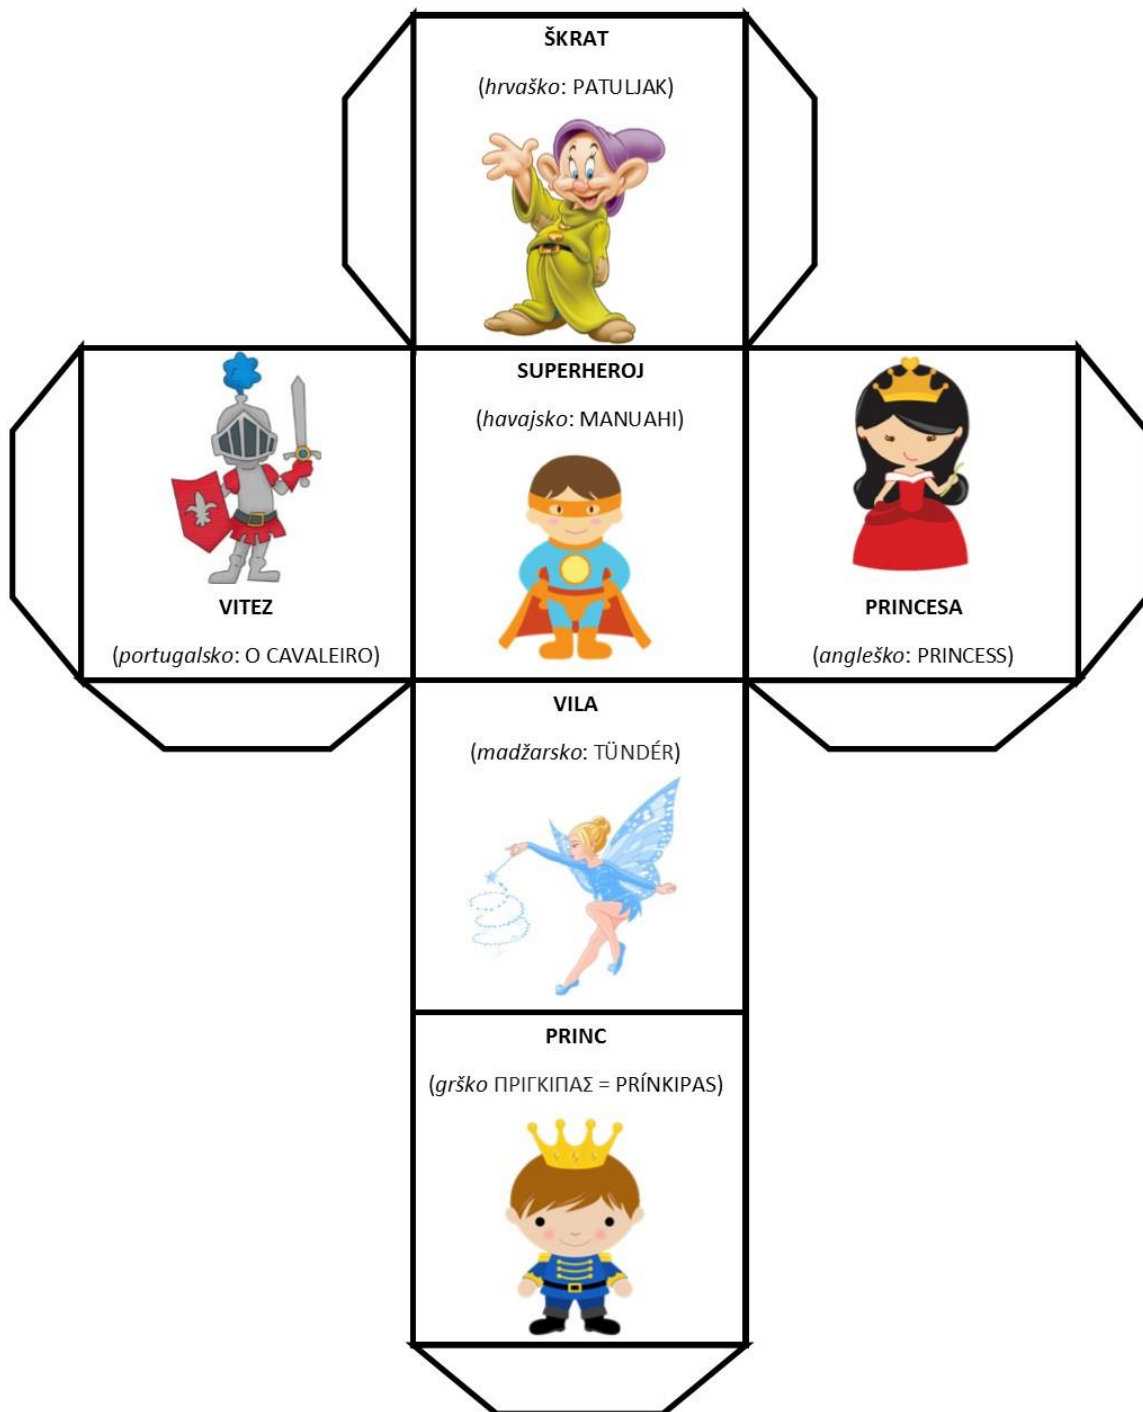 ŠKRAT
(hrvaško: PATULJAK)
SUPERHEROJ
(havajsko: MANUAHI)
VITEZ
(portugalsko: O CAVALEIRO)
PRINCESA
(angleško: PRINCESS)
VILA
(madžarsko: TÜNDÉR)
PRINC
(grško ΠΡΙΓΚΙΠΑΣ = PRÍNKIPAS)